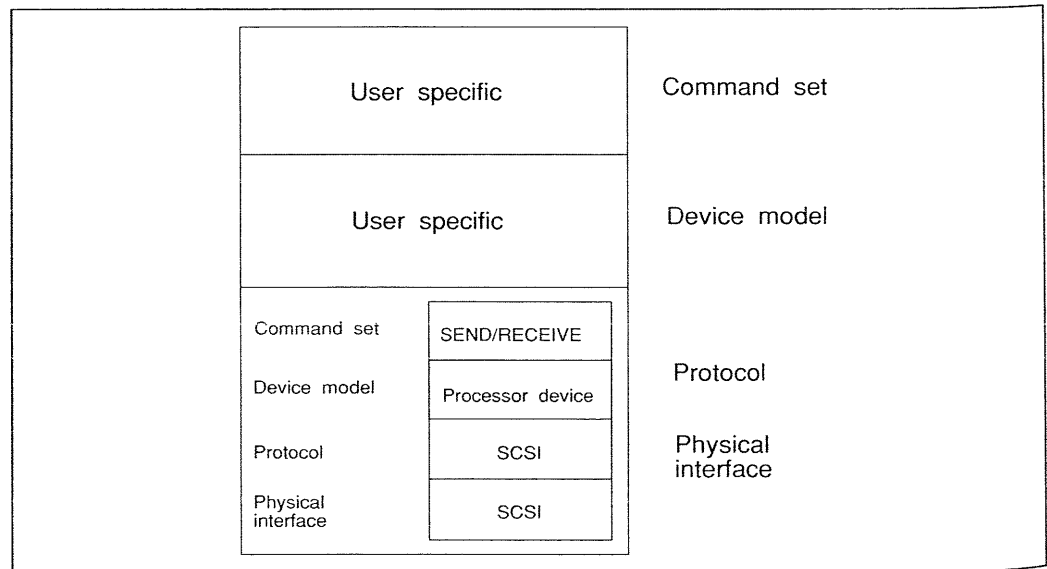 User specific
Command set
User specific
Device model
Command set
SEND/RECEIVE
Device model
Processor device
Protocol
SCSI
Physical
interface
SCSI
Protocol
Physical
interface